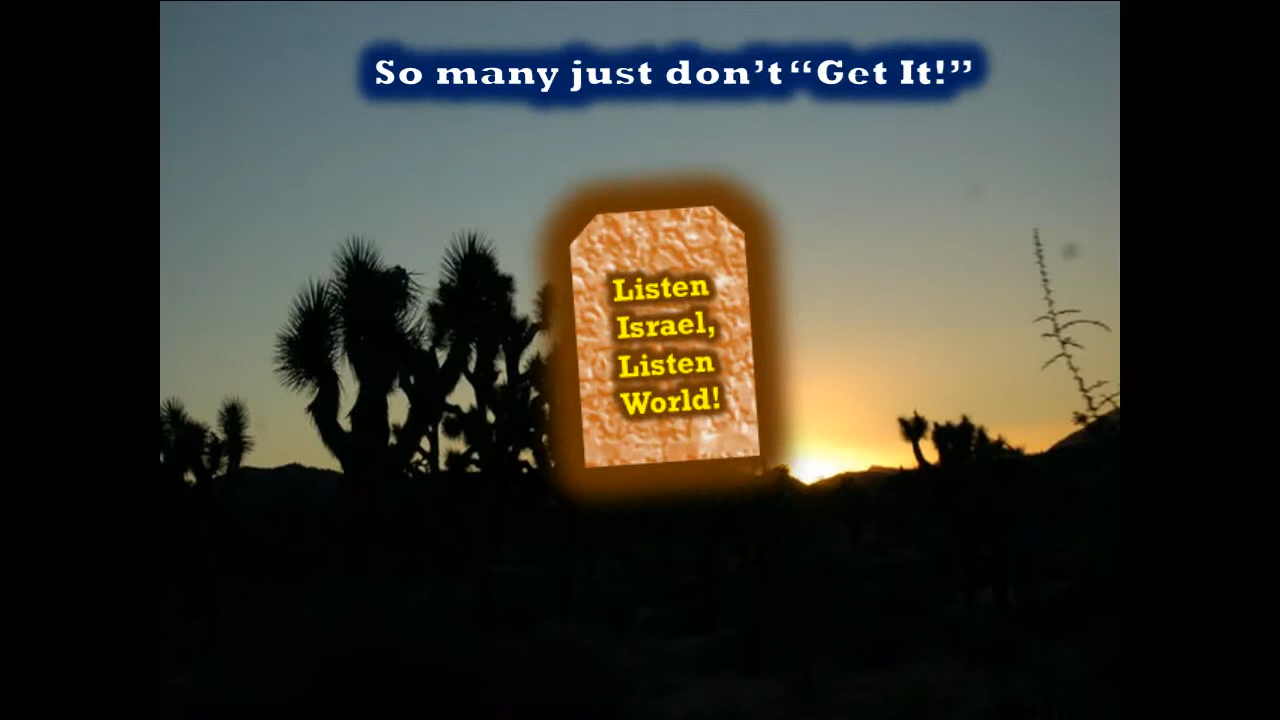 So many just don’t “Get It!”
Listen
Israel,
Listen
World!